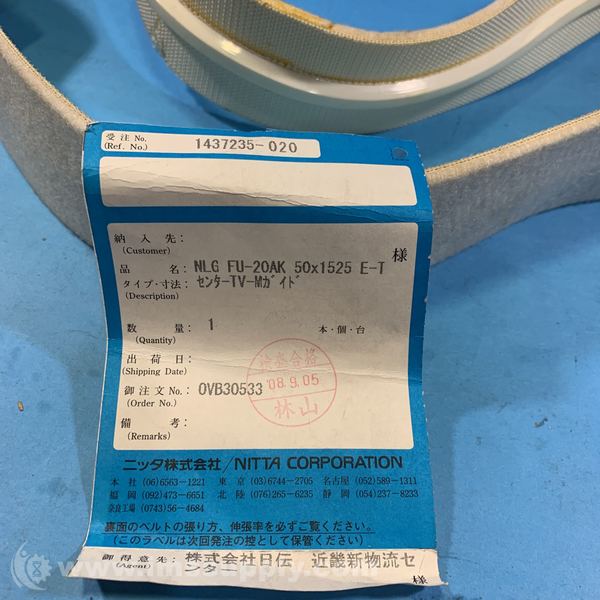 受注 No.
(Ref. No.)
1437235-020
納入先:
(Customer)
様
品名: NLG FU-20AK 50x1525 E-T
タイプ・寸法: センターTV-Mガイド
(Description)
数量: 1 本・個・台
(Quantity)
出荷日:
(Shipping Date)
検査合格
'08.9.05
林山
御注文No.: OVB30533
(Order No.)
備考:
(Remarks)
ニッタ株式会社/NITTA CORPORATION
本社 (06)6563-1221 東京 (03)6744-2705 名古屋 (052)589-1311
福岡 (092)473-6651 北陸 (076)265-6235 静岡 (054)237-8233
奈良工場 (0743)56-4684
裏面のベルトの張り方、伸張率を必ずご覧ください。
(このラベルは次回発注の控として保管ください)
御得意先: 株式会社日伝 近畿新物流セ
(Agent) ンター
様